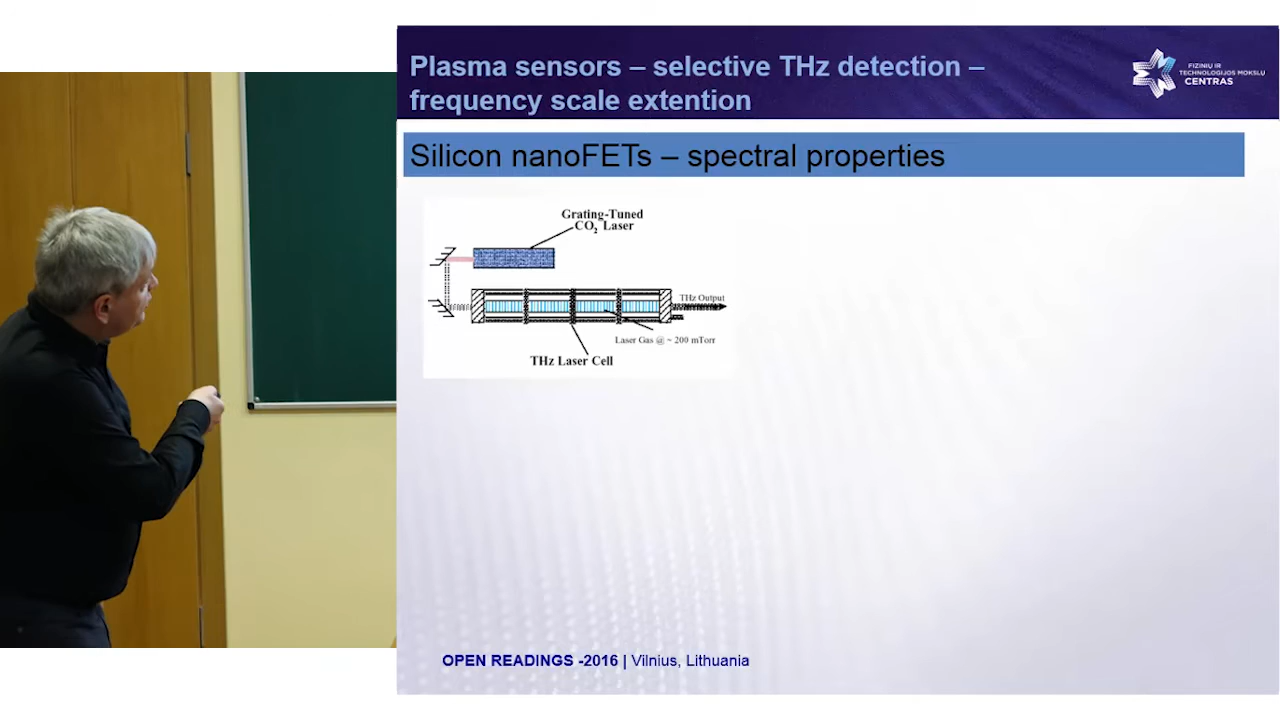 Plasma sensors – selective THz detection –
frequency scale extention
FIZINIŲ IR
TECHNOLOGIJOS MOKSLŲ
CENTRAS
Silicon nanoFETs – spectral properties
Grating-Tuned
CO2 Laser
THz Output
Laser Gas @ ~ 200 mTorr
THz Laser Cell
OPEN READINGS -2016 | Vilnius, Lithuania